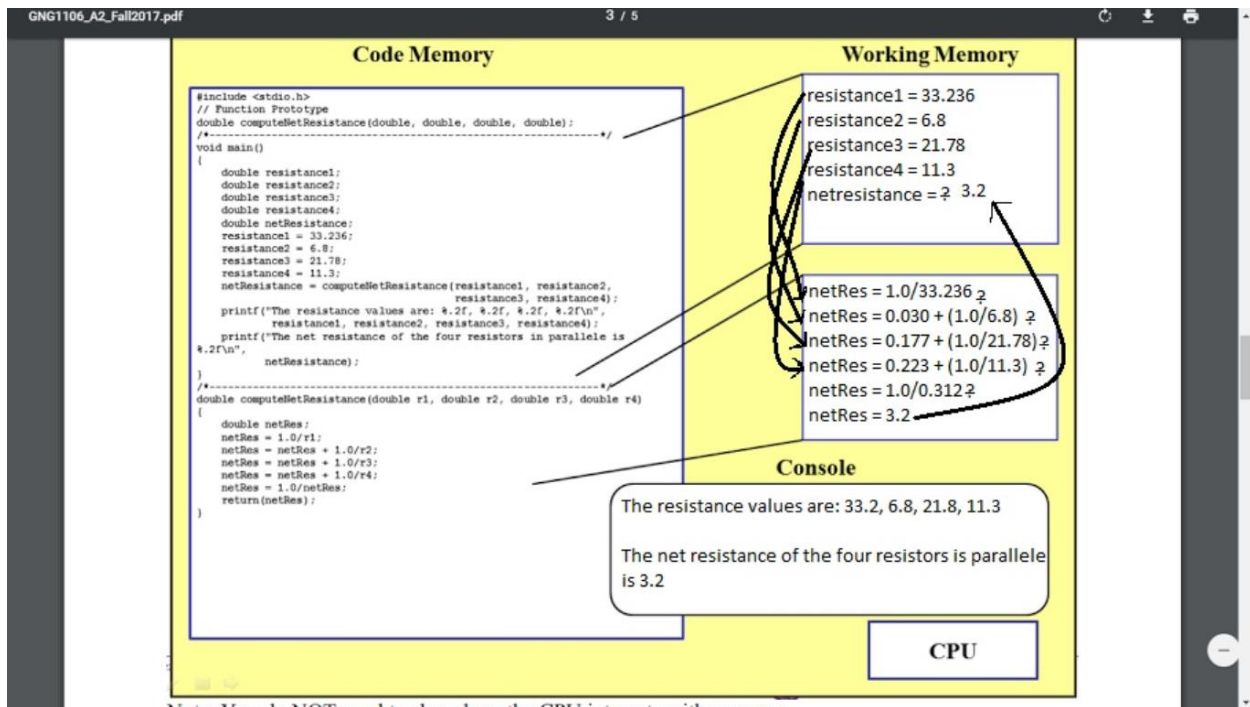 GNG1106_A2_Fall2017.pdf
3 / 5
Code Memory
#include <stdio.h>
// Function Prototype
double computeNetResistance(double, double, double, double);
/*-----------------------------------------------------------------*/
void main()
{
double resistance1;
double resistance2;
double resistance3;
double resistance4;
double netResistance;
resistance1 = 33.236;
resistance2 = 6.8;
resistance3 = 21.78;
resistance4 = 11.3;
netResistance = computeNetResistance(resistance1, resistance2,
resistance3, resistance4);
printf("The resistance values are: %.2f, %.2f, %.2f, %.2f\n",
resistance1, resistance2, resistance3, resistance4);
printf("The net resistance of the four resistors in parallele is
%.2f\n",
netResistance);
}
/*-----------------------------------------------------------------*/
double computeNetResistance(double r1, double r2, double r3, double r4)
{
double netRes;
netRes = 1.0/r1;
netRes = netRes + 1.0/r2;
netRes = netRes + 1.0/r3;
netRes = netRes + 1.0/r4;
netRes = 1.0/netRes;
return(netRes);
}
Working Memory
resistance1 = 33.236
resistance2 = 6.8
resistance3 = 21.78
resistance4 = 11.3
netresistance = ? 3.2
netRes = 1.0/33.236 ?
netRes = 0.030 + (1.0/6.8) ?
netRes = 0.177 + (1.0/21.78) ?
netRes = 0.223 + (1.0/11.3) ?
netRes = 1.0/0.312 ?
netRes = 3.2
Console
The resistance values are: 33.2, 6.8, 21.8, 11.3
The net resistance of the four resistors is parallele
is 3.2
CPU